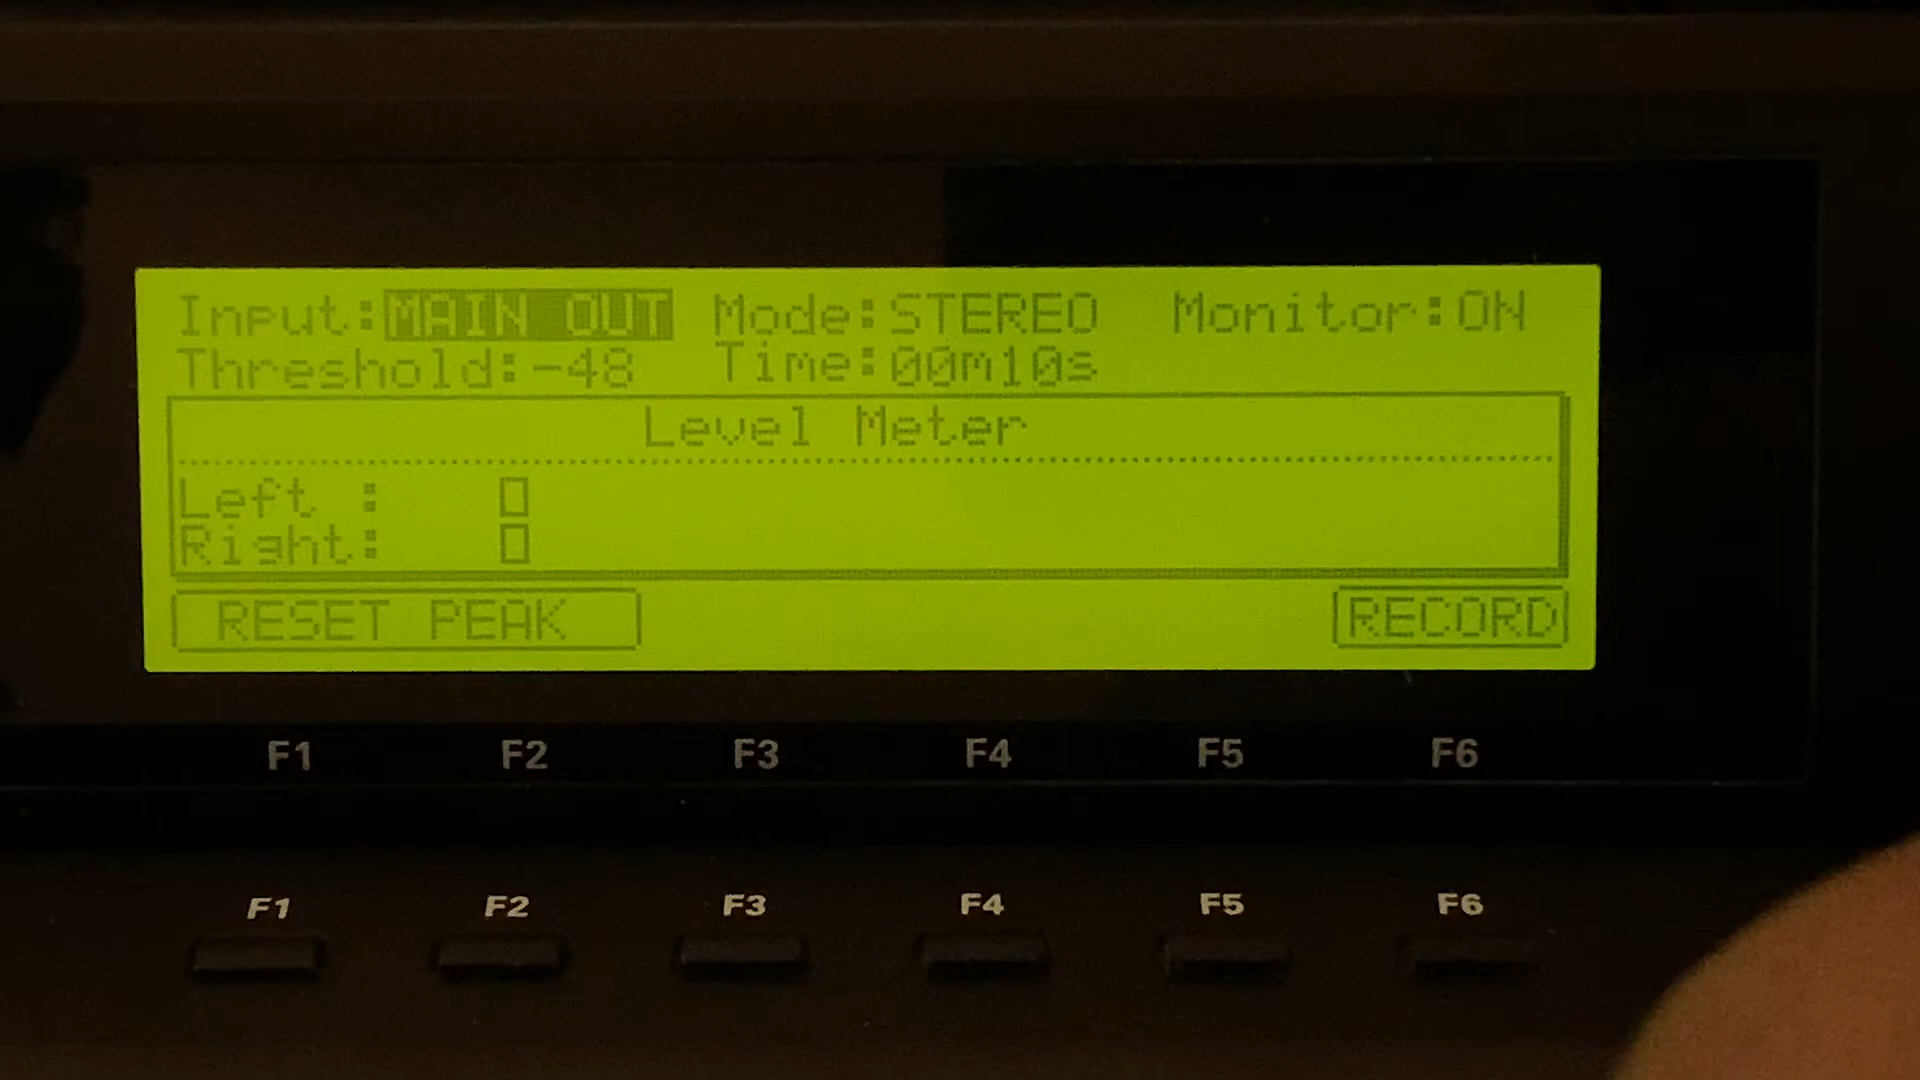 Input:MAIN OUT Mode:STEREO Monitor:ON
Threshold:-48 Time:00m10s
Level Meter
Left :
Right:
RESET PEAK RECORD
F1 F2 F3 F4 F5 F6
F1 F2 F3 F4 F5 F6